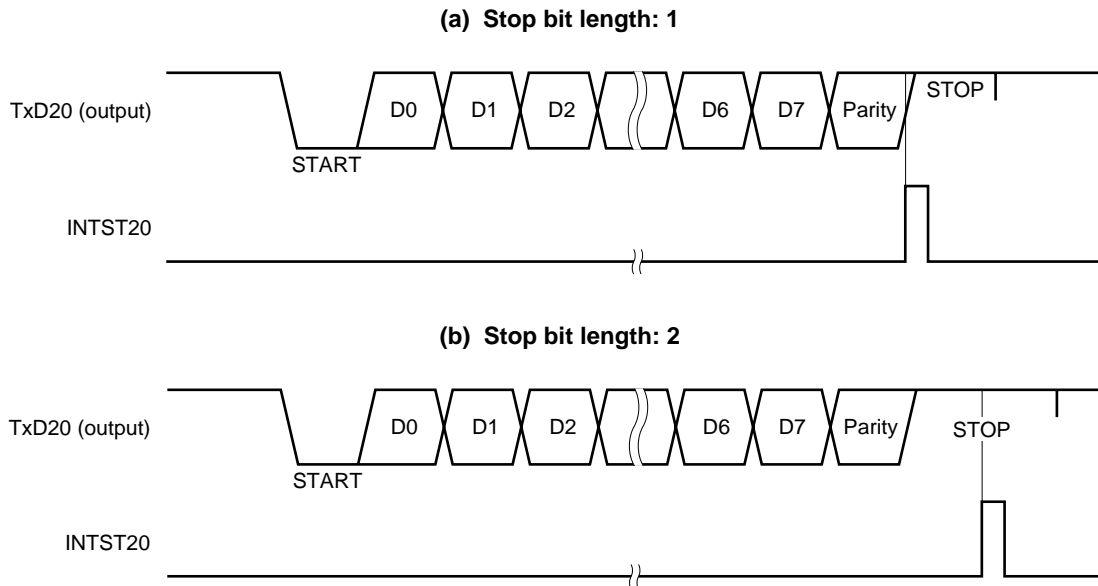 (a) Stop bit length: 1
TxD20 (output)
D0 D1 D2 D6 D7 Parity STOP
START
INTST20
(b) Stop bit length: 2
TxD20 (output)
D0 D1 D2 D6 D7 Parity STOP
START
INTST20